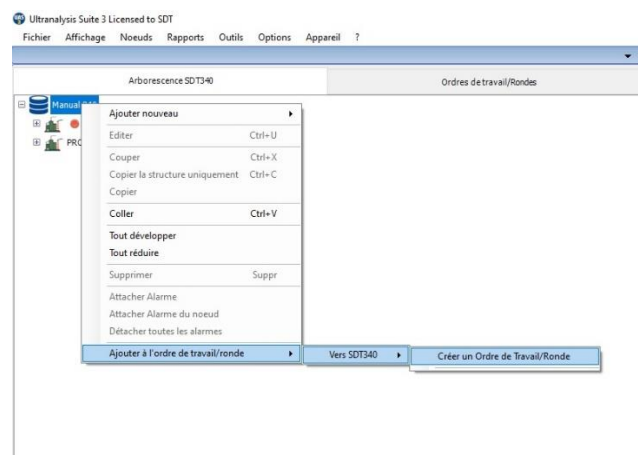 Ultranalysis Suite 3 Licensed to SDT
Fichier Affichage Noeuds Rapports Outils Options Appareil ?
Arborescence SDT340 Ordres de travail/Rondes
Manual
Ajouter nouveau
Editer Ctrl+U
PRO
Couper Ctrl+X
Copier la structure uniquement Ctrl+C
Copier
Coller Ctrl+V
Tout développer
Tout réduire
Supprimer Suppr
Attacher Alarme
Attacher Alarme du noeud
Détacher toutes les alarmes
Ajouter à l'ordre de travail/ronde Vers SDT340 Créer un Ordre de Travail/Ronde